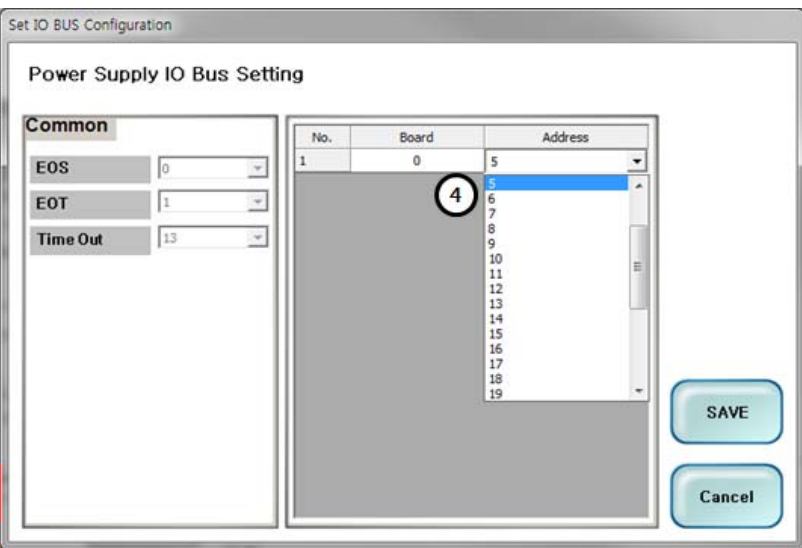 Set IO BUS Configuration
Power Supply IO Bus Setting
Common
EOS 0
EOT 1
Time Out 13
No. Board Address
1 0 5
4
5
6
7
8
9
10
11
12
13
14
15
16
17
18
19
SAVE
Cancel